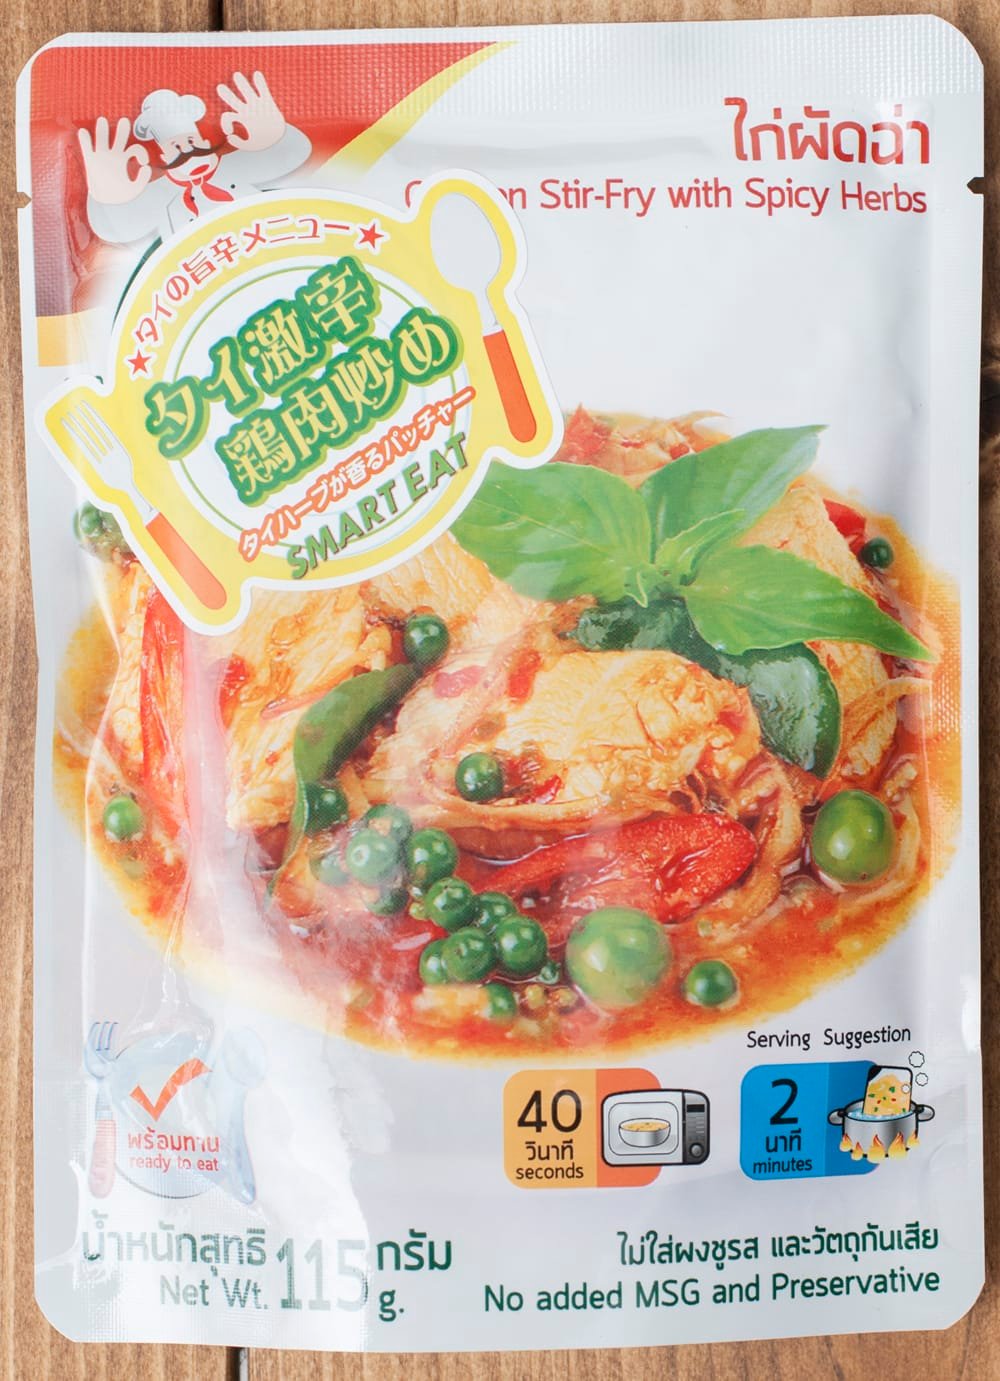 ไก่ผัดฉ่า
Stir-Fry with Spicy Herbs
★タイの旨辛メニュー★
タイ激辛
鶏肉炒め
タイハーブが香るパッチャー
SMART EAT
Serving Suggestion
40
วินาที
seconds
2
นาที
minutes
พร้อมทาน
ready to eat
น้ำหนักสุทธิ 115 กรัม
Net Wt. g.
ไม่ใส่ผงชูรส และวัตถุกันเสีย
No added MSG and Preservative